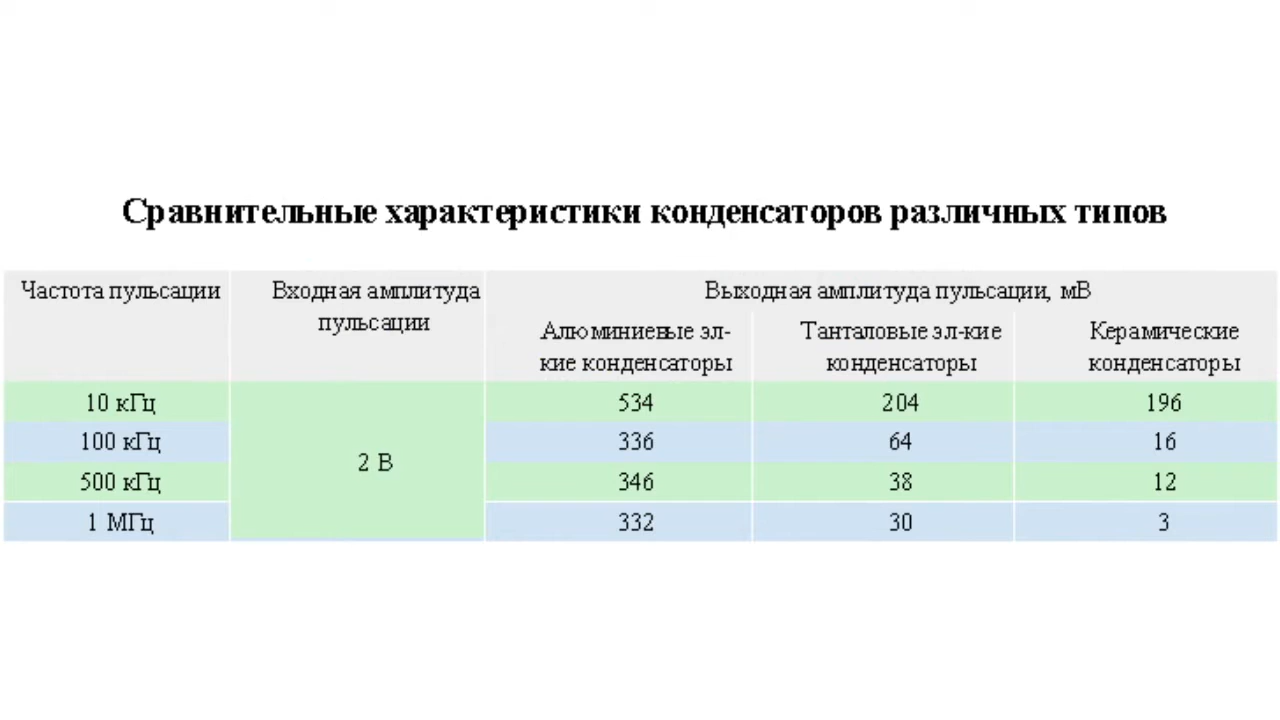 Сравнительные характеристики конденсаторов различных типов
Частота пульсации
Входная амплитуда
пульсации
Выходная амплитуда пульсации, мВ
Алюминиевые эл-
кие конденсаторы
Танталовые эл-кие
конденсаторы
Керамические
конденсаторы
10 кГц
2 В
534
204
196
100 кГц
336
64
16
500 кГц
346
38
12
1 МГц
332
30
3